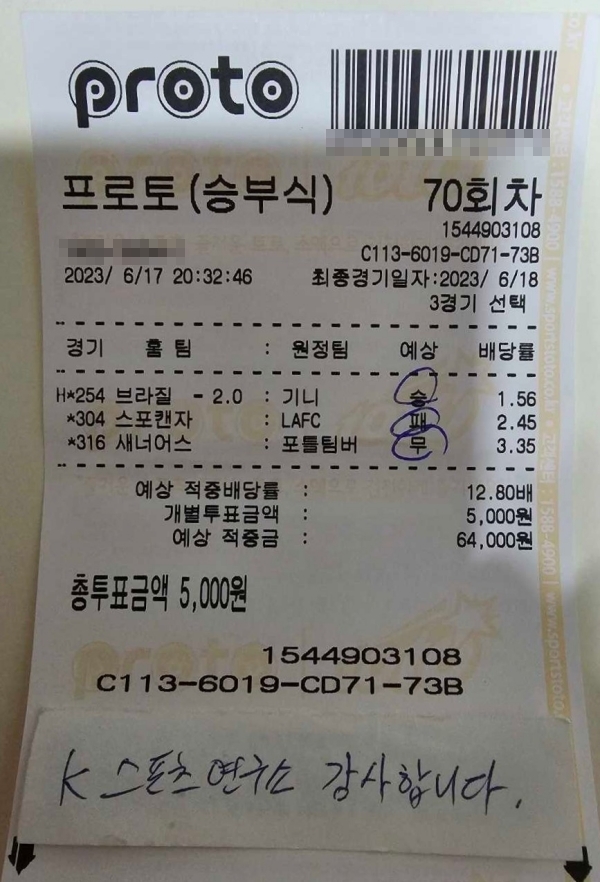 proto
프로토(승부식) 70회차
1544903108
C113-6019-CD71-73B
2023/ 6/17 20:32:46 최종경기일자:2023/ 6/18
3경기 선택
경기 홈 팀 : 원정팀 예상 배당률
H*254 브라질 - 2.0 : 기니 승 1.56
*304 스포캔자 : LAFC 패 2.45
*316 새너어스 : 포틀팀버 무 3.35
예상 적중배당률 : 12.80배
개별투표금액 : 5,000원
예상 적중금 : 64,000원
총투표금액 5,000원
1544903108
C113-6019-CD71-73B
K 스포츠 연구소 감사합니다.
1588-4900 | www.sportstoto.co.kr